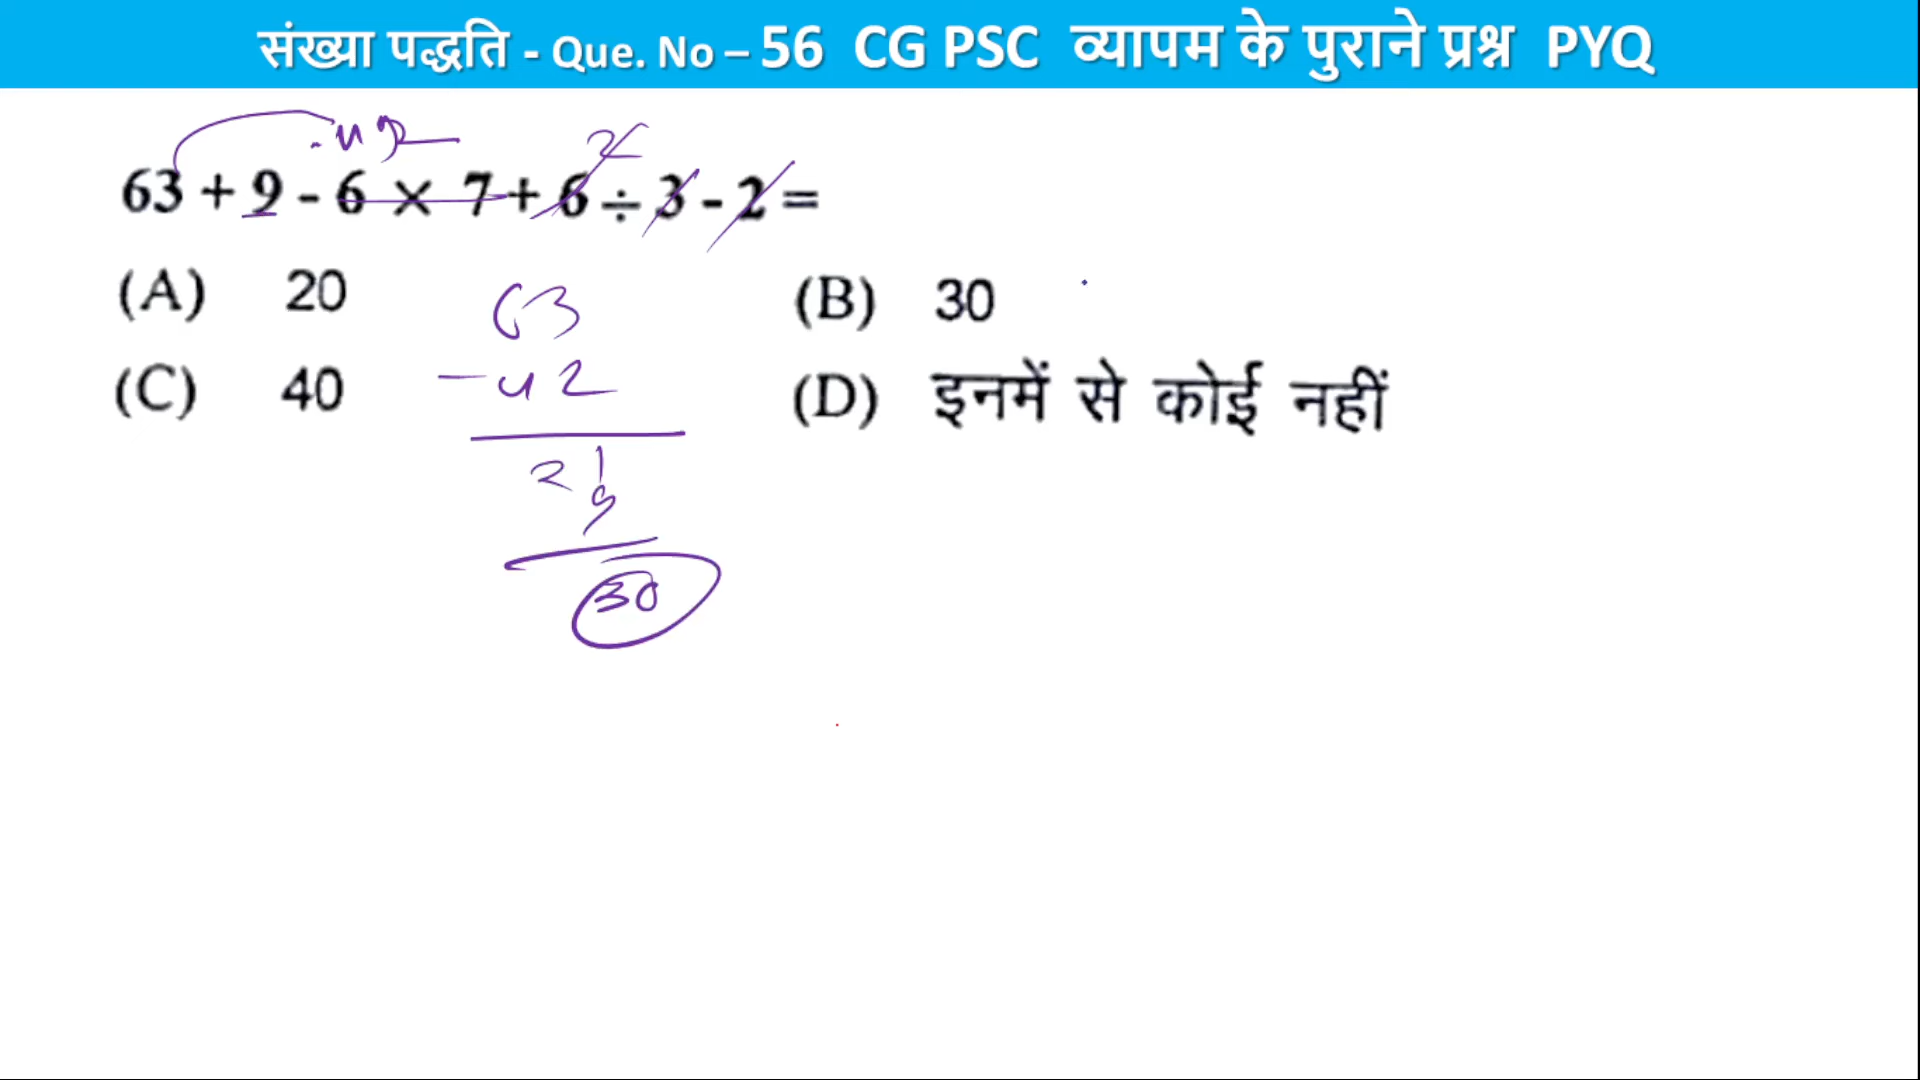 संख्या पद्धति - Que. No – 56 CG PSC व्यापम के पुराने प्रश्न PYQ
- 42
2
63 + 9 - 6 × 7 + 6 ÷ 3 - 2 =
(A) 20 (B) 30
63
(C) 40 (D) इनमें से कोई नहीं
- 42
21
9
30